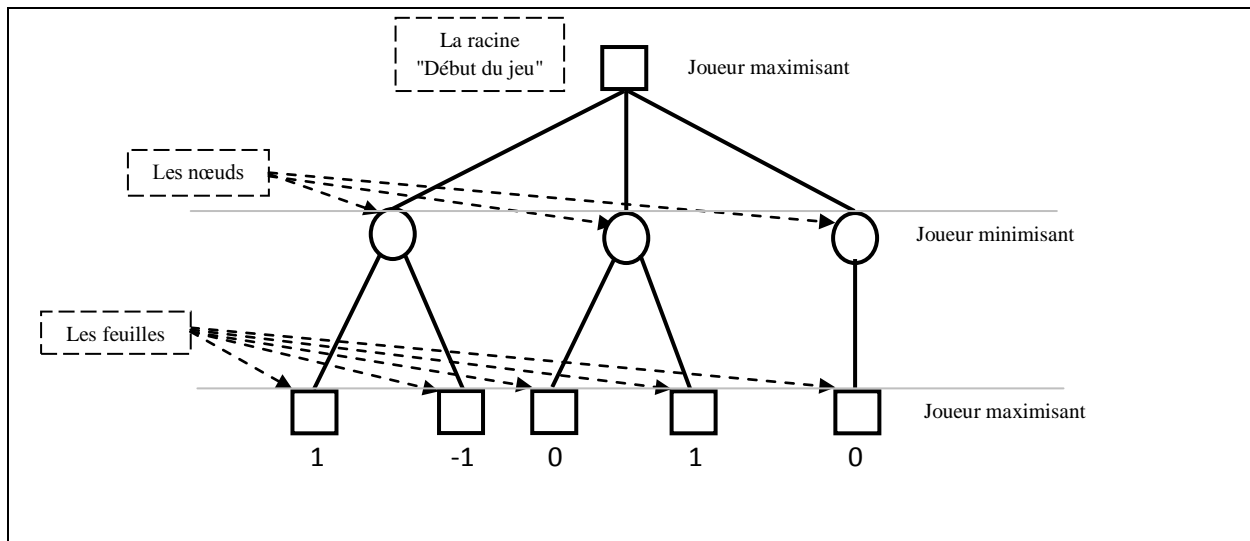 La racine
"Début du jeu"
Joueur maximisant
Les nœuds
Joueur minimisant
Les feuilles
Joueur maximisant
1 -1 0 1 0